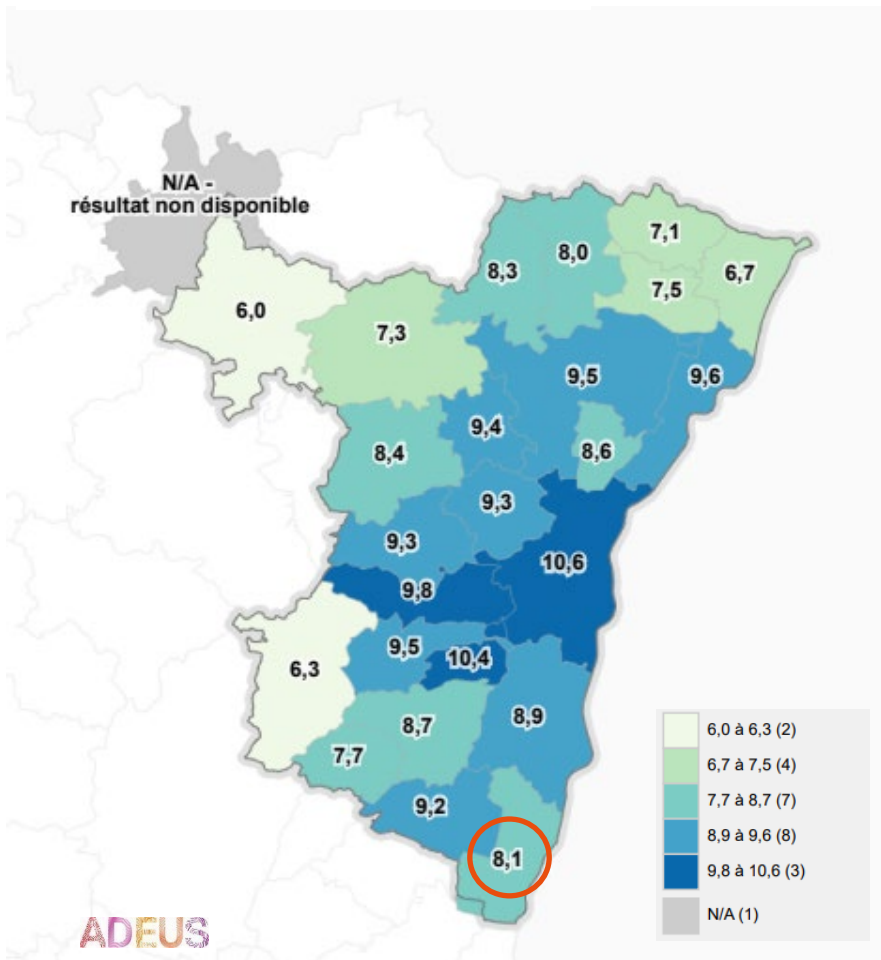 N/A -
résultat non disponible
7,1
8,0
8,3
6,7
7,5
6,0
7,3
9,5
9,6
9,4
8,4
8,6
9,3
9,3
10,6
9,8
9,5
10,4
6,3
8,9
8,7
7,7
9,2
8,1
6,0 à 6,3 (2)
6,7 à 7,5 (4)
7,7 à 8,7 (7)
8,9 à 9,6 (8)
9,8 à 10,6 (3)
N/A (1)
ADEUS